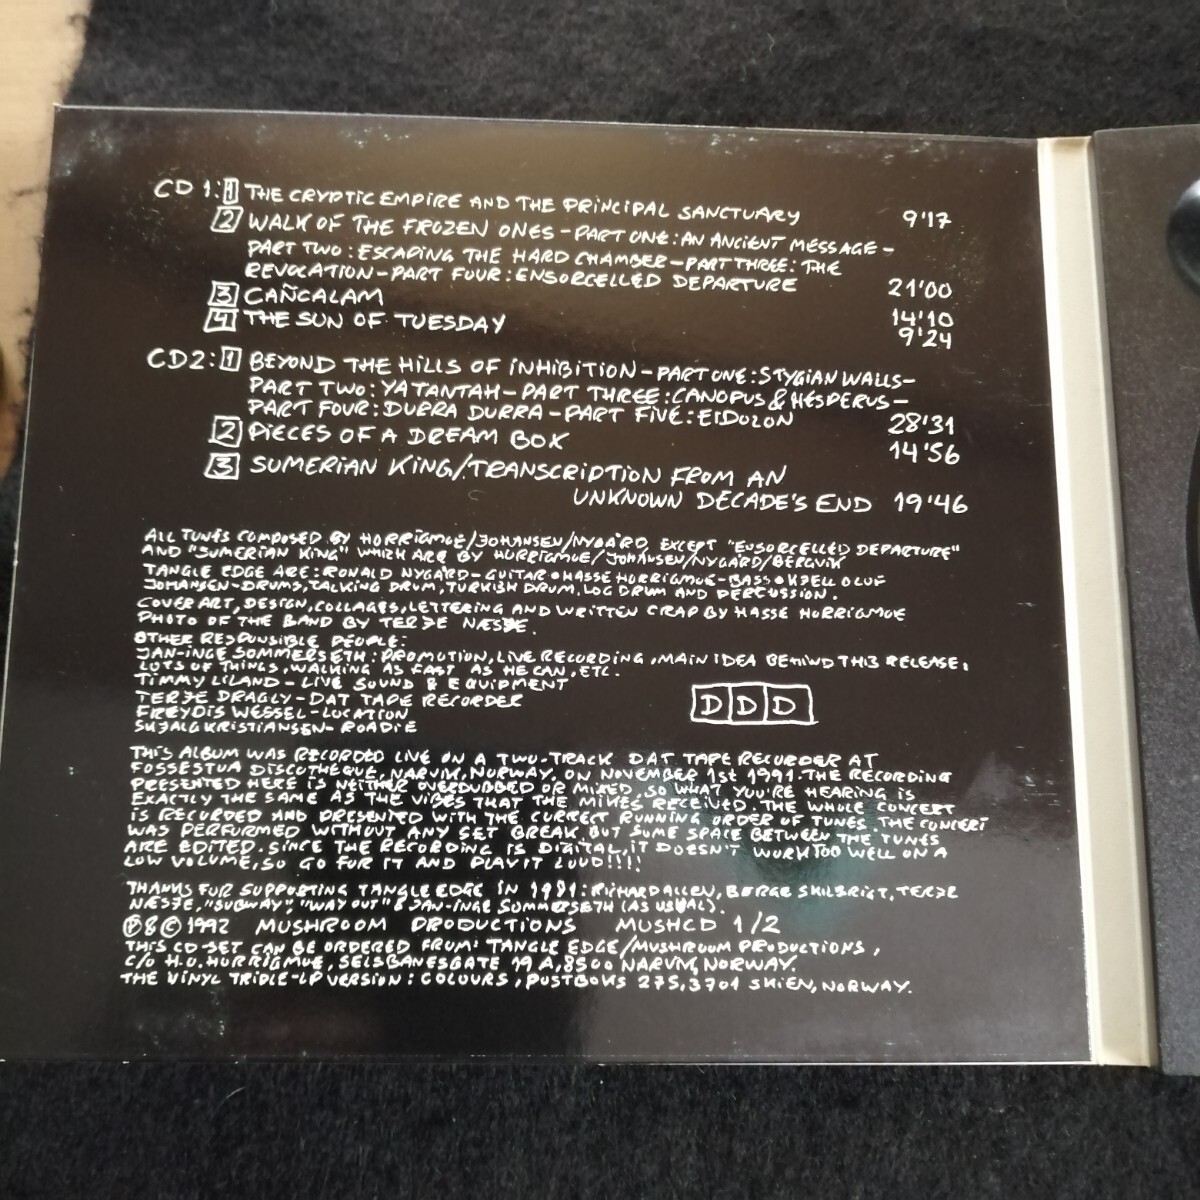 CD 1: 1 THE CRYPTIC EMPIRE AND THE PRINCIPAL SANCTUARY 9'17
2 WALK OF THE FROZEN ONES - PART ONE: AN ANCIENT MESSAGE -
PART TWO: ESCAPING THE HARD CHAMBER - PART THREE: THE
REVOCATION - PART FOUR: ENSORCELLED DEPARTURE 21'00
3 CAÑCALAM 14'10
4 THE SUN OF TUESDAY 9'24
CD2: 1 BEYOND THE HILLS OF INHIBITION - PART ONE: STYGIAN WALLS -
PART TWO: YATANTAH - PART THREE: CANOPUS & HESPERUS -
PART FOUR: DURRA DURRA - PART FIVE: EIDOLON 28'31
2 PIECES OF A DREAM BOX 14'56
3 SUMERIAN KING/TRANSCRIPTION FROM AN
UNKNOWN DECADE'S END 19'46
ALL TUNES COMPOSED BY HORRIGMOE/JOHANSEN/NYGÅRD, EXCEPT "ENSORCELLED DEPARTURE"
AND "SUMERIAN KING" WHICH ARE BY HORRIGMOE/JOHANSEN/NYGÅRD/BERGVIK
TANGLE EDGE ARE: RONALD NYGÅRD - GUITAR • HASSE HORRIGMOE - BASS • KJELL OLUF
JOHANSEN - DRUMS, TALKING DRUM, TURKISH DRUM, LOG DRUM AND PERCUSSION.
COVER ART, DESIGN, COLLAGES, LETTERING AND WRITTEN CRAP BY HASSE HORRIGMOE
PHOTO OF THE BAND BY TERJE NÆSJE.
OTHER RESPONSIBLE PEOPLE:
JAN-INGE SOMMERSETH: PROMOTION, LIVE RECORDING, MAIN IDEA BEHIND THIS RELEASE,
LOTS OF THINGS, WALKING AS FAST AS HE CAN, ETC.
TIMMY LILAND - LIVE SOUND & EQUIPMENT
TERJE DRAGLY - DAT TAPE RECORDER
FREYDIS WESSEL - LOCATION
SKJALG KRISTIANSEN - ROADIE
DDD
THIS ALBUM WAS RECORDED LIVE ON A TWO-TRACK DAT TAPE RECORDER AT
FOSSESTUA DISCOTHEQUE, NARVIK, NORWAY, ON NOVEMBER 1st 1991. THE RECORDING
PRESENTED HERE IS NEITHER OVERDUBBED OR MIXED, SO WHAT YOU'RE HEARING IS
EXACTLY THE SAME AS THE VIBES THAT THE MIKES RECEIVED. THE WHOLE CONCERT
IS RECORDED AND PRESENTED WITH THE CORRECT RUNNING ORDER OF TUNES. THE CONCERT
WAS PERFORMED WITHOUT ANY SET BREAK, BUT SOME SPACE BETWEEN THE TUNES
ARE EDITED. SINCE THE RECORDING IS DIGITAL, IT DOESN'T WORK TOO WELL ON A
LOW VOLUME, SO GO FOR IT AND PLAY IT LOUD!!!!
THANKS FOR SUPPORTING TANGLE EDGE IN 1991: RICHARD ALLEN, BERGE SKILBRIGT, TERJE
NÆSJE, "SUBWAY", "WAY OUT" & JAN-INGE SOMMERSETH (AS USUAL).
℗&© 1992 MUSHROOM PRODUCTIONS MUSHCD 1/2
THIS CD-SET CAN BE ORDERED FROM: TANGLE EDGE/MUSHROOM PRODUCTIONS,
C/O H.O. HORRIGMOE, SELSBANESGATE 19 A, 8500 NARVIK, NORWAY.
THE VINYL TRIPLE-LP VERSION: COLOURS, POSTBOKS 275, 3701 SKIEN, NORWAY.